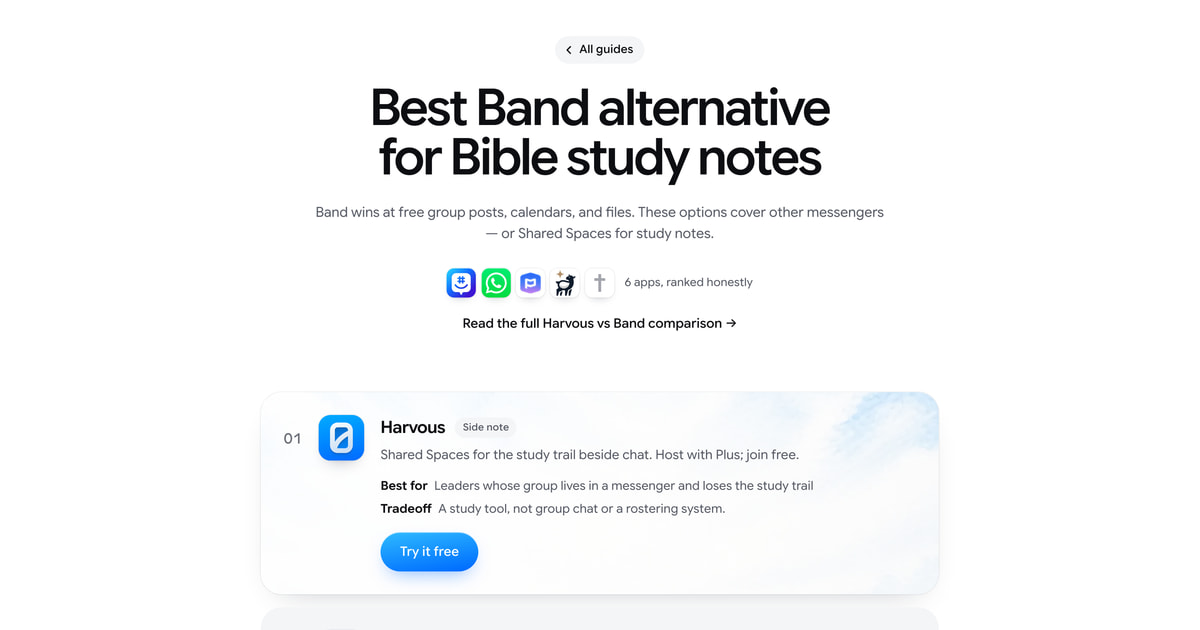 All guides
Best Band alternative
for Bible study notes
Band wins at free group posts, calendars, and files. These options cover other messengers
— or Shared Spaces for study notes.
6 apps, ranked honestly
Read the full Harvous vs Band comparison →
01
Harvous Side note
Shared Spaces for the study trail beside chat. Host with Plus; join free.
Best for Leaders whose group lives in a messenger and loses the study trail
Tradeoff A study tool, not group chat or a rostering system.
Try it free